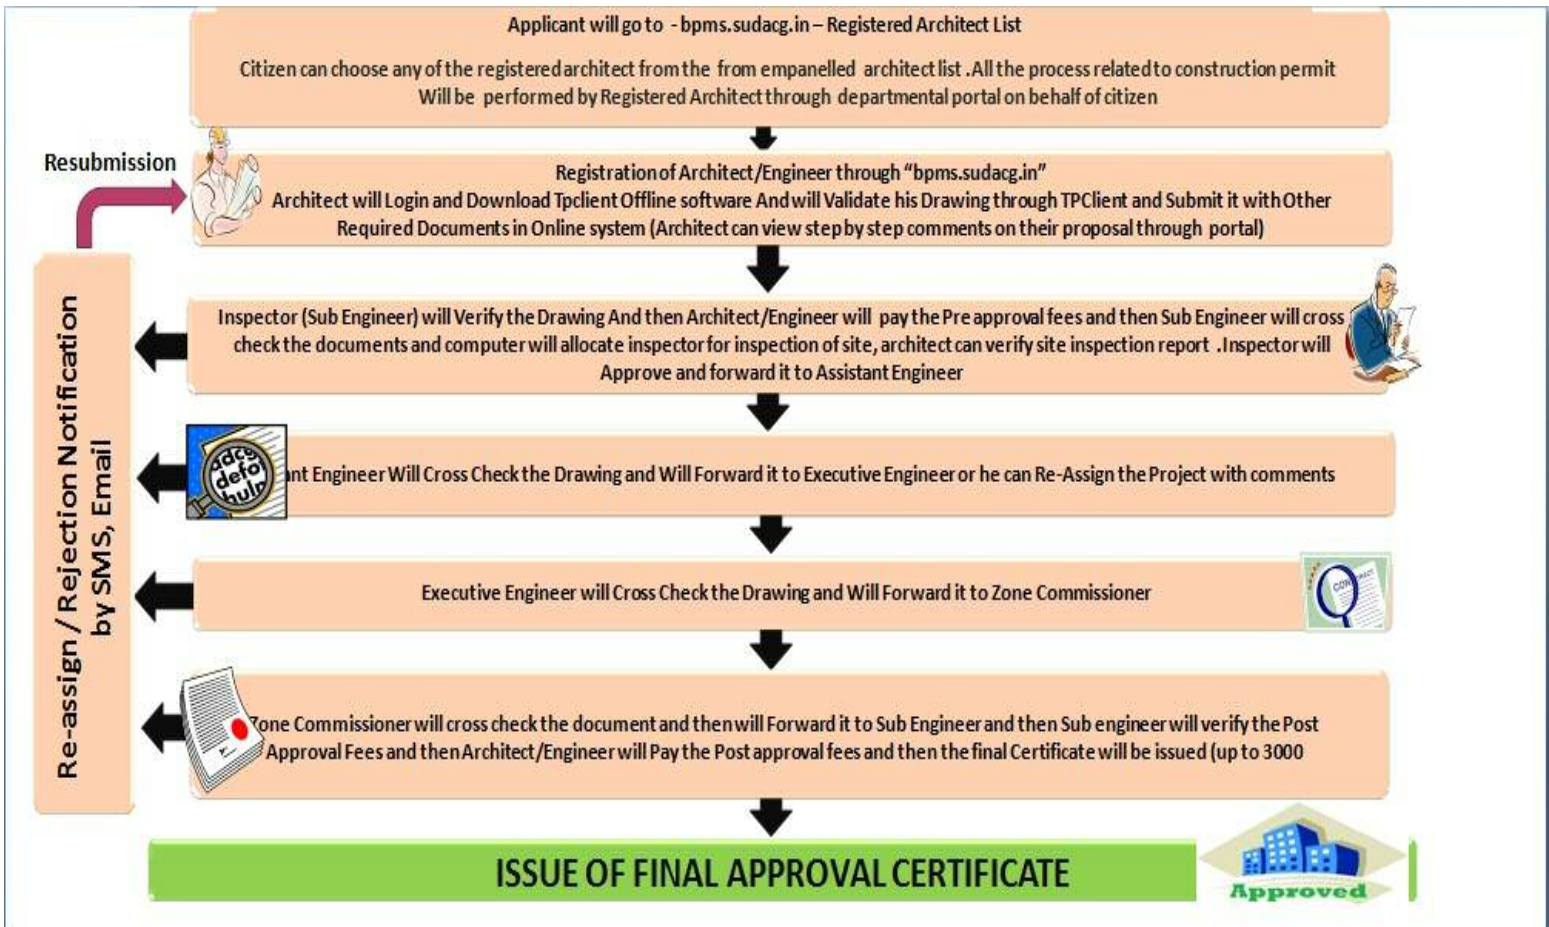 Applicant will go to - bpms.sudacg.in – Registered Architect List
Citizen can choose any of the registered architect from the from empanelled architect list .All the process related to construction permit
Will be performed by Registered Architect through departmental portal on behalf of citizen
Resubmission
Registration of Architect/Engineer through “bpms.sudacg.in”
Architect will Login and Download Tpclient Offline software And will Validate his Drawing through TPClient and Submit it with Other
Required Documents in Online system (Architect can view step by step comments on their proposal through portal)
Re-assign / Rejection Notification
by SMS, Email
Inspector (Sub Engineer) will Verify the Drawing And then Architect/Engineer will pay the Pre approval fees and then Sub Engineer will cross
check the documents and computer will allocate inspector for inspection of site, architect can verify site inspection report .Inspector will
Approve and forward it to Assistant Engineer
ant Engineer Will Cross Check the Drawing and Will Forward it to Executive Engineer or he can Re-Assign the Project with comments
Executive Engineer will Cross Check the Drawing and Will Forward it to Zone Commissioner
Zone Commissioner will cross check the document and then will Forward it to Sub Engineer and then Sub engineer will verify the Post
Approval Fees and then Architect/Engineer will Pay the Post approval fees and then the final Certificate will be issued (up to 3000
ISSUE OF FINAL APPROVAL CERTIFICATE
Approved